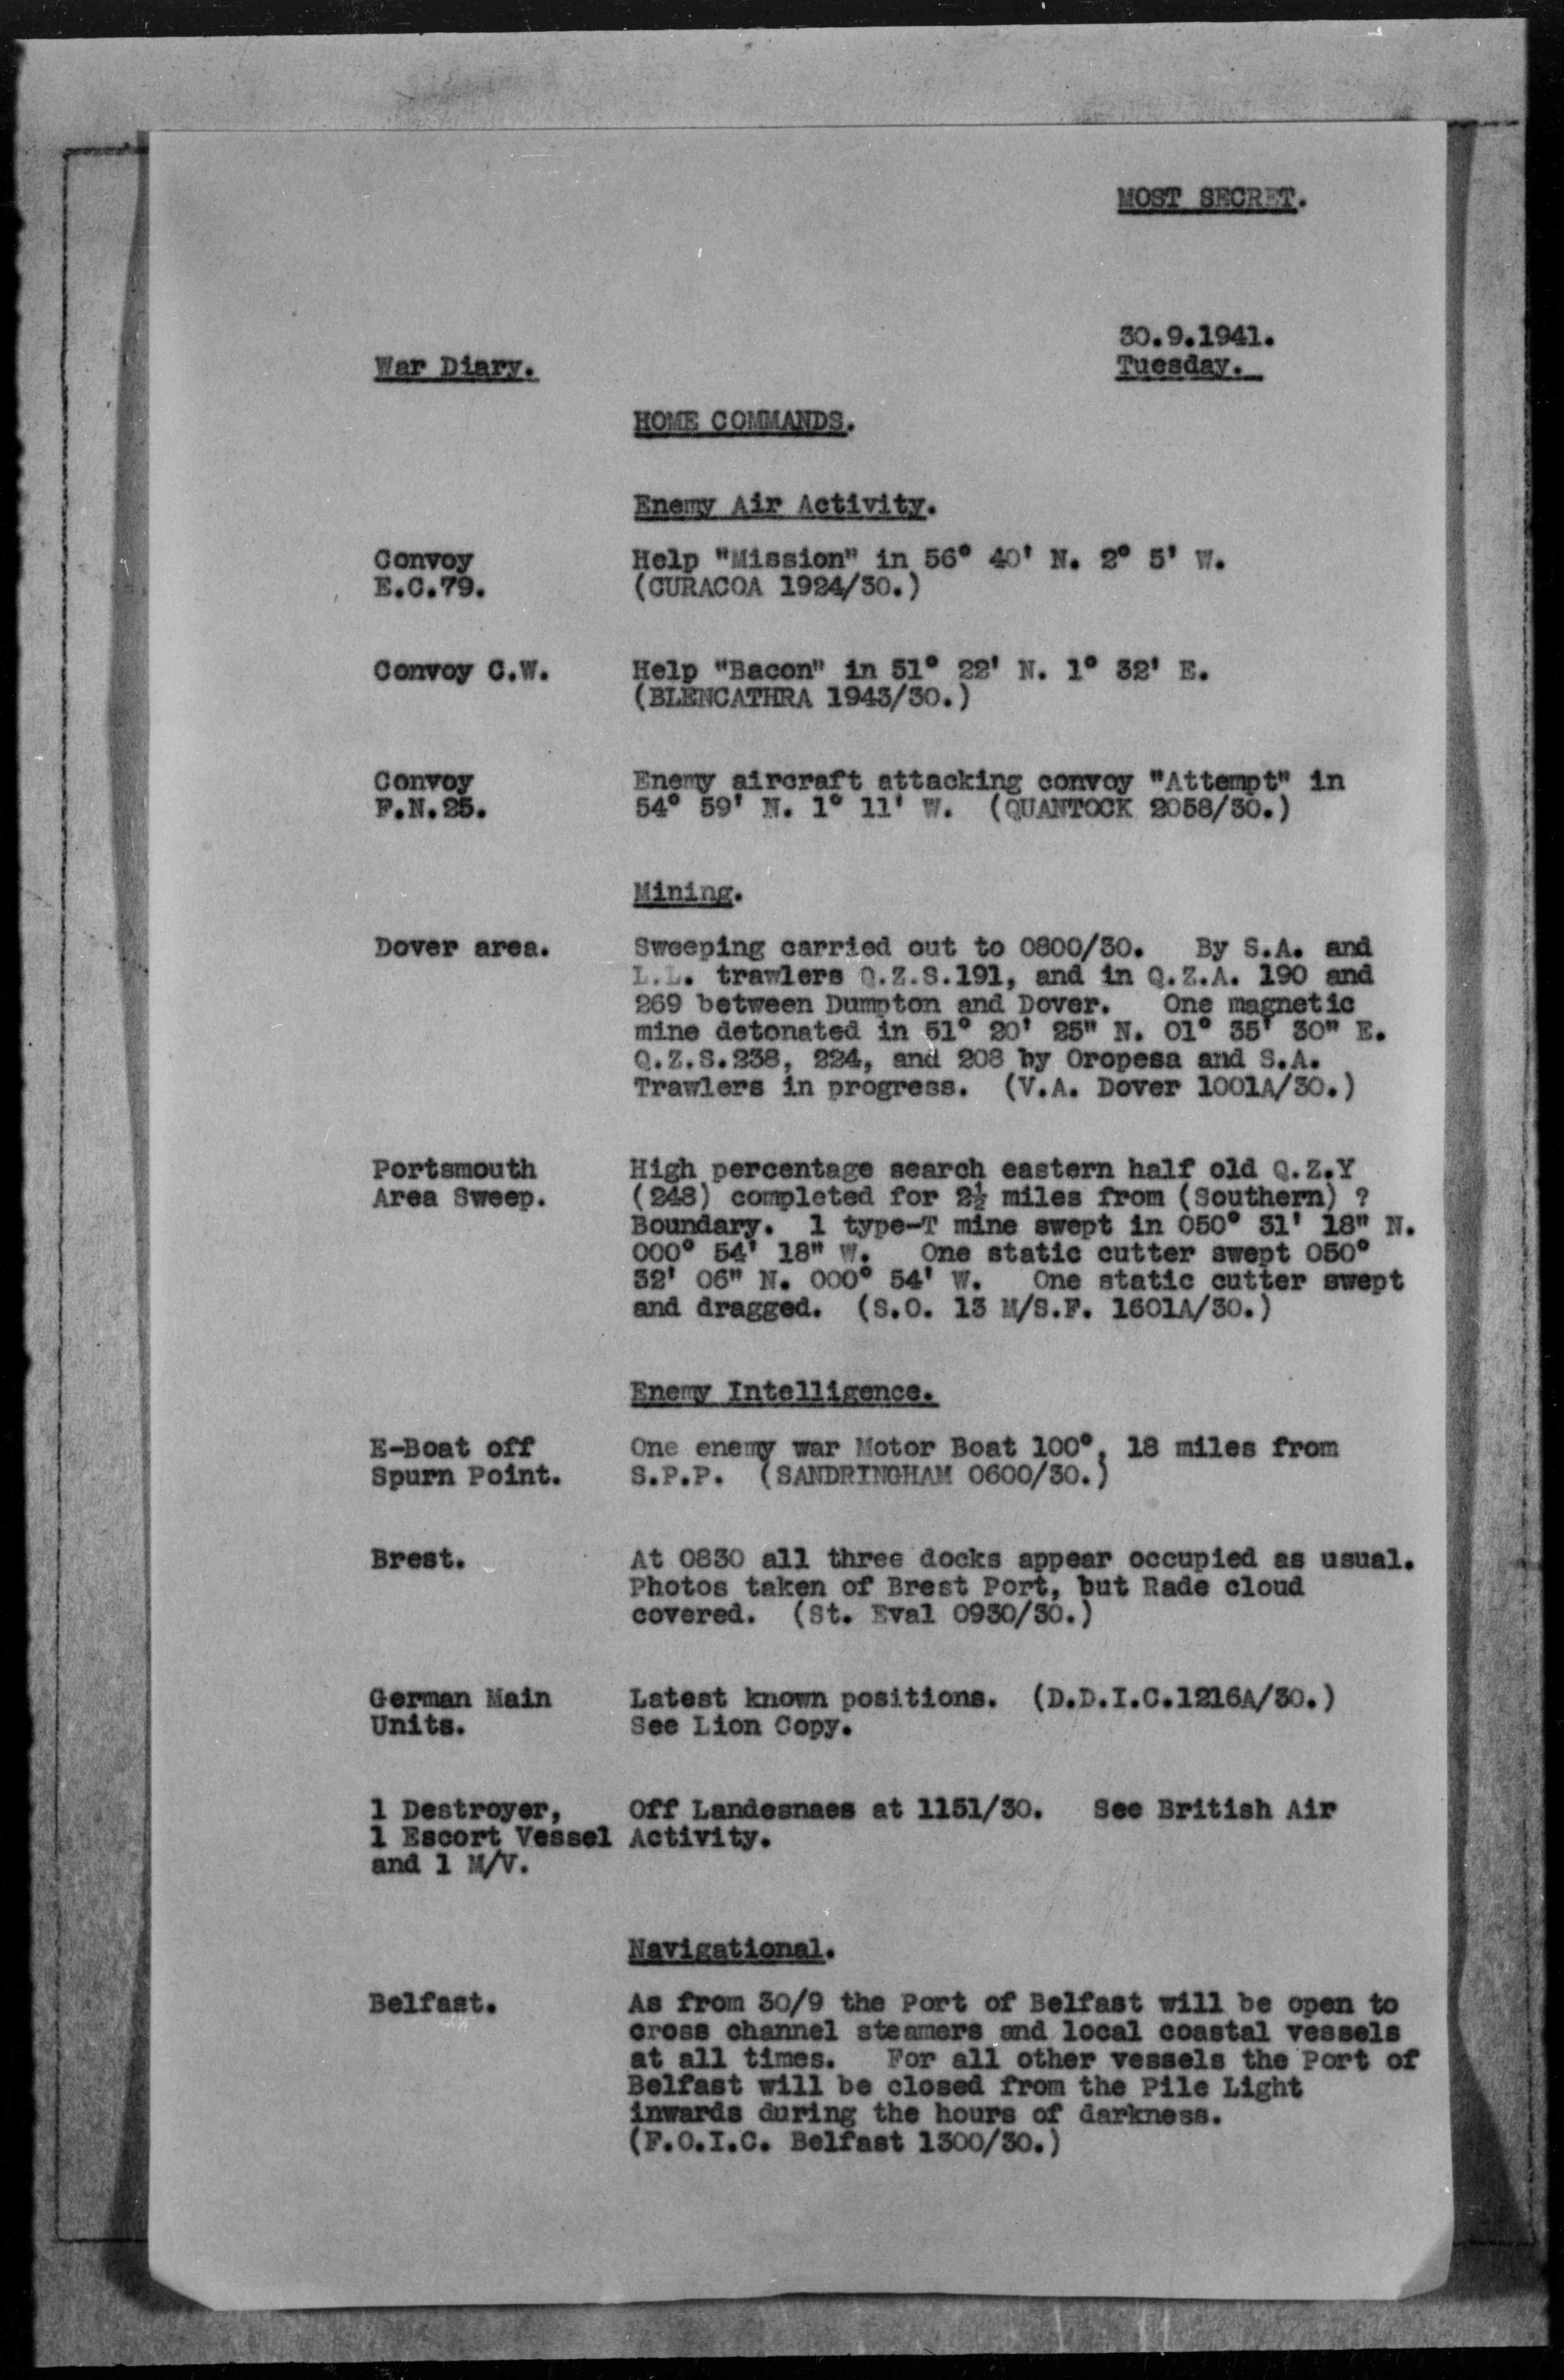 MOST SECRET.
30.9.1941.
War Diary.
Tuesday.
HOME COMMANDS.
Enemy Air Activity.
Convoy E.C.79.
Help "Mission" in 56° 40' N. 2° 5' W.
(CURACOA 1924/30.)
Convoy C.W.
Help "Bacon" in 51° 22' N. 1° 32' E.
(BLENCATHRA 1943/30.)
Convoy F.N.25.
Enemy aircraft attacking convoy "Attempt" in
54° 59' N. 1° 11' W. (QUANTOCK 2058/30.)
Mining.
Dover area.
Sweeping carried out to 0800/30. By S.A. and
L.L. trawlers Q.Z.S.191, and in Q.Z.A. 190 and
269 between Dumpton and Dover. One magnetic
mine detonated in 51° 20' 25" N. 01° 35' 30" E.
Q.Z.S.238, 224, and 208 by Oropesa and S.A.
Trawlers in progress. (V.A. Dover 1001A/30.)
Portsmouth
Area Sweep.
High percentage search eastern half old Q.Z.Y
(248) completed for 2½ miles from (Southern) ?
Boundary. 1 type-T mine swept in 050° 31' 18" N.
000° 54' 18" W. One static cutter swept 050°
32' 06" N. 000° 54' W. One static cutter swept
and dragged. (S.O. 13 M/S.F. 1601A/30.)
Enemy Intelligence.
E-Boat off
Spurn Point.
One enemy war Motor Boat 100°, 18 miles from
S.P.P. (SANDRINGHAM 0600/30.)
Brest.
At 0830 all three docks appear occupied as usual.
Photos taken of Brest Port, but Rade cloud
covered. (St. Eval 0930/30.)
German Main
Units.
Latest known positions. (D.D.I.C.1216A/30.)
See Lion Copy.
1 Destroyer,
1 Escort Vessel
and 1 M/V.
Off Landesnaes at 1151/30. See British Air
Activity.
Navigational.
Belfast.
As from 30/9 the Port of Belfast will be open to
cross channel steamers and local coastal vessels
at all times. For all other vessels the Port of
Belfast will be closed from the Pile Light
inwards during the hours of darkness.
(F.O.I.C. Belfast 1300/30.)